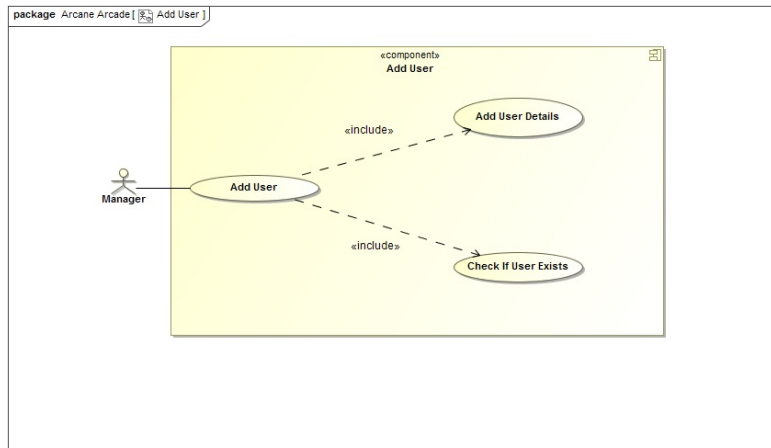 package Arcane Arcade [ Add User ]
«component»
Add User
Add User Details
«include»
Add User
Manager
«include»
Check If User Exists